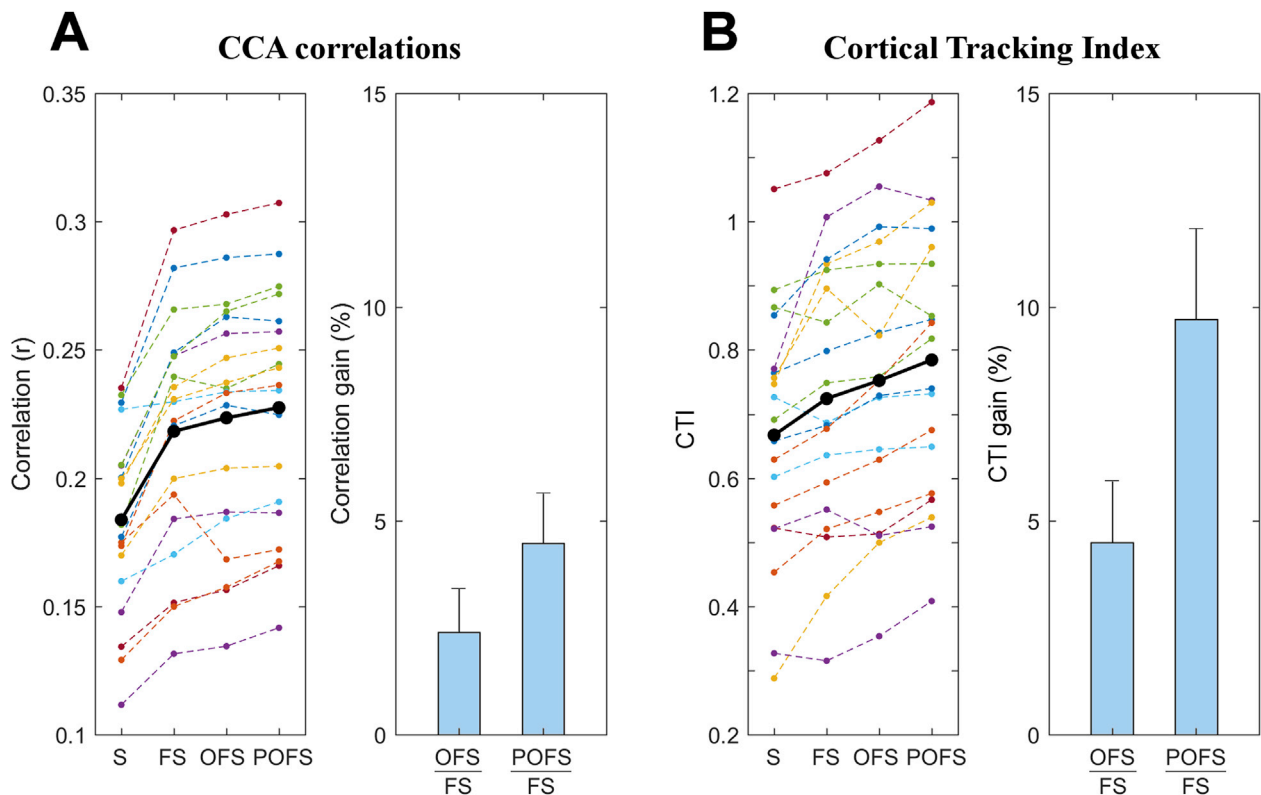 A
CCA correlations
0.35
0.3
0.25
0.2
0.15
0.1
Correlation (r)
S FS OFS POFS
15
10
5
0
Correlation gain (%)
OFS POFS
FS FS
B
Cortical Tracking Index
1.2
1
0.8
0.6
0.4
0.2
CTI
S FS OFS POFS
15
10
5
0
CTI gain (%)
OFS POFS
FS FS